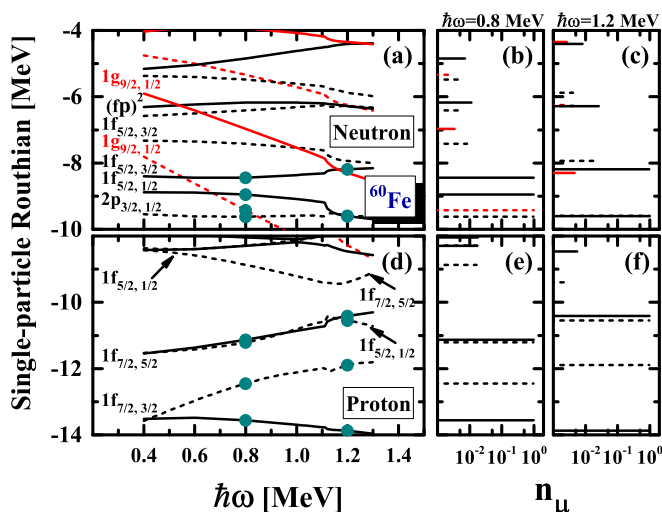 ħω=0.8 MeV ħω=1.2 MeV
Single-particle Routhian [MeV]
-4
-6
-8
-10
(a)
1g9/2, 1/2
(fp)²
1f5/2, 3/2
1g9/2, 1/2
1f5/2, 3/2
1f5/2, 1/2
2p3/2, 1/2
Neutron
⁶⁰Fe
(b)
(c)
-10
-12
-14
(d)
1f5/2, 1/2
1f7/2, 5/2
1f7/2, 5/2
1f5/2, 1/2
1f7/2, 3/2
Proton
(e)
(f)
0.4 0.6 0.8 1.0 1.2 1.4
10⁻² 10⁻¹ 10⁰
10⁻² 10⁻¹ 10⁰
ħω [MeV]
nμ